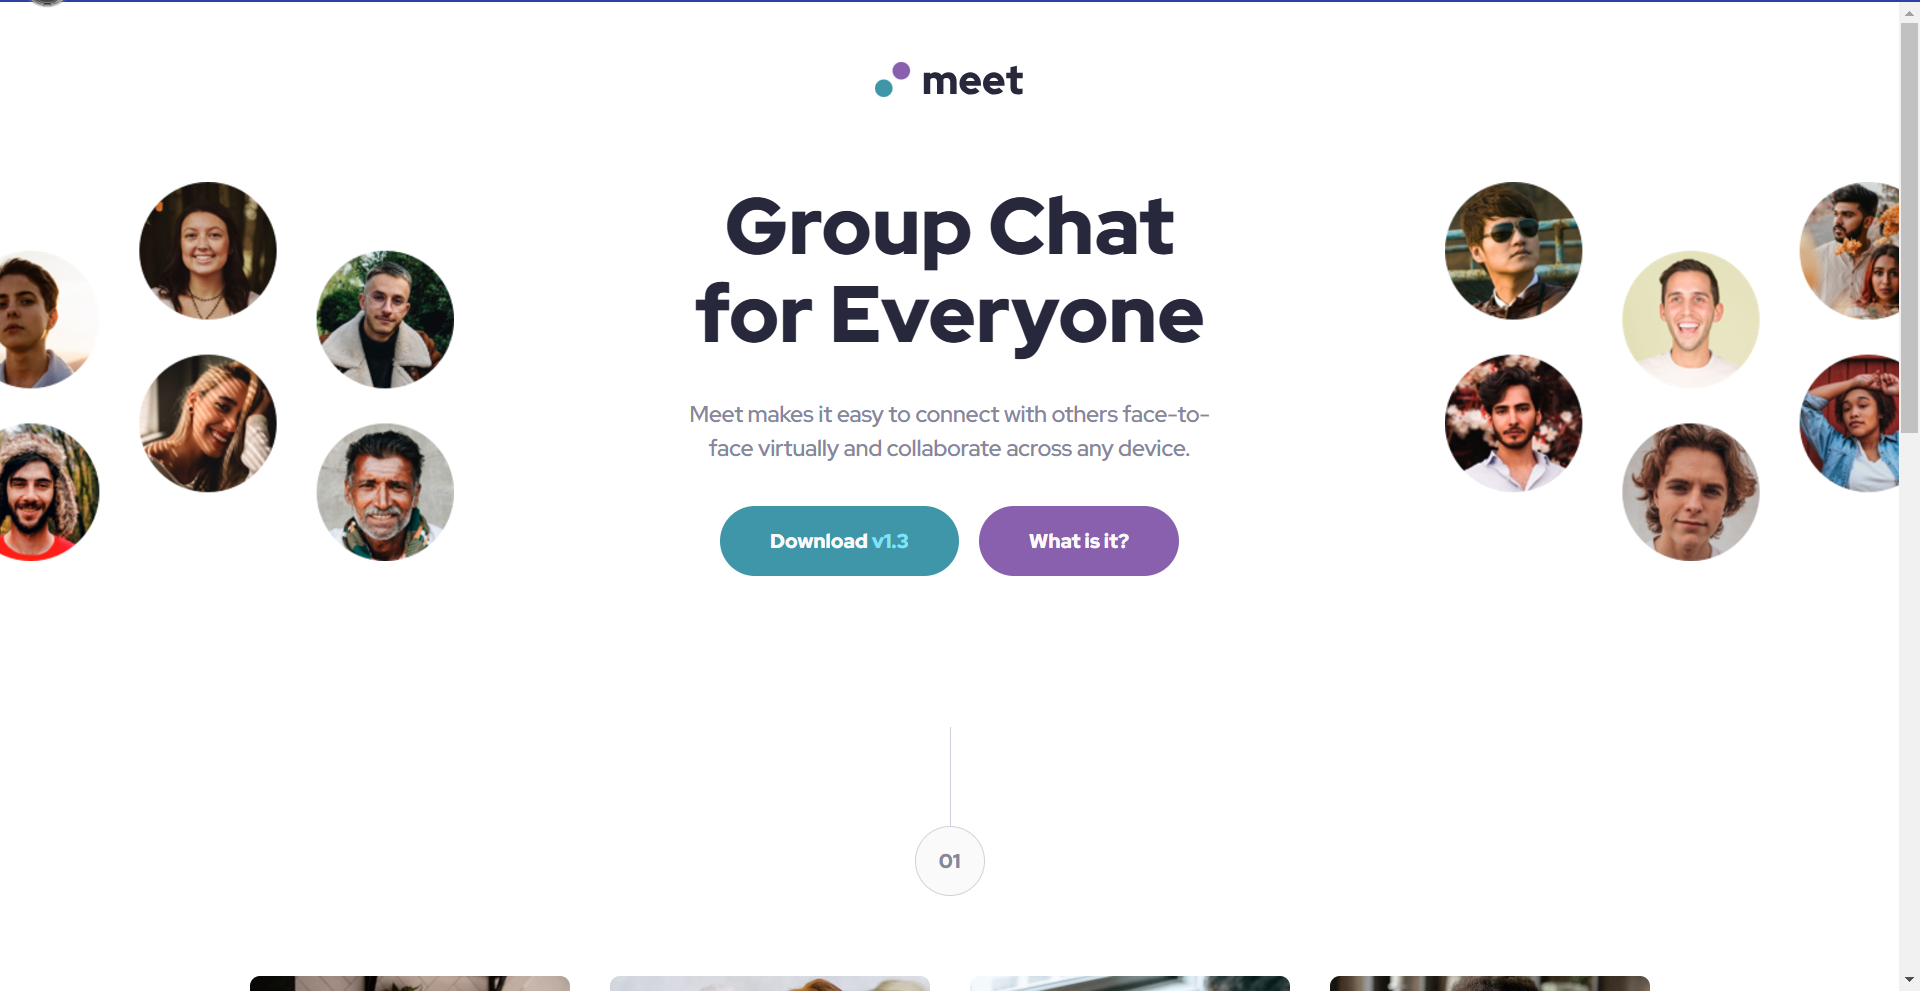 meet
Group Chat
for Everyone
Meet makes it easy to connect with others face-to-
face virtually and collaborate across any device.
Download v1.3
What is it?
01